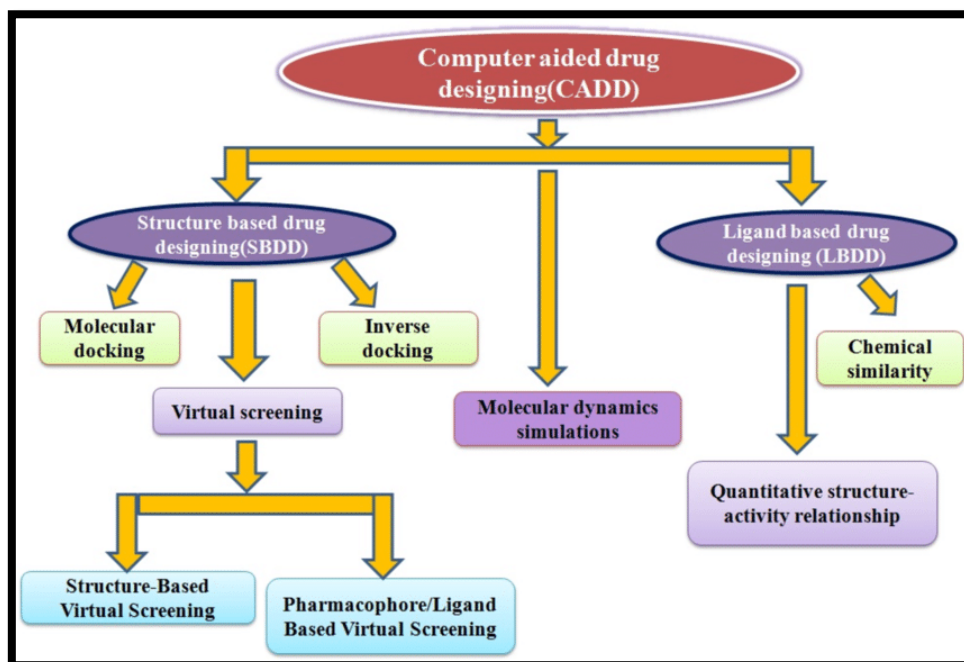 Computer aided drug
designing(CADD)
Structure based drug
designing(SBDD)
Ligand based drug
designing (LBDD)
Molecular
docking
Inverse
docking
Chemical
similarity
Virtual screening
Molecular dynamics
simulations
Quantitative structure-
activity relationship
Structure-Based
Virtual Screening
Pharmacophore/Ligand
Based Virtual Screening